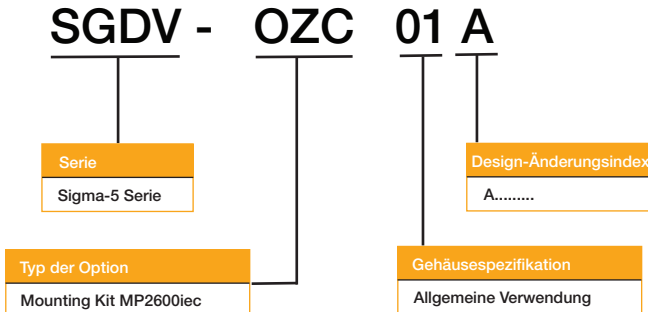 SGDV - OZC 01 A
Serie
Sigma-5 Serie
Design-Änderungsindex
A.........
Typ der Option
Mounting Kit MP2600iec
Gehäusespezifikation
Allgemeine Verwendung